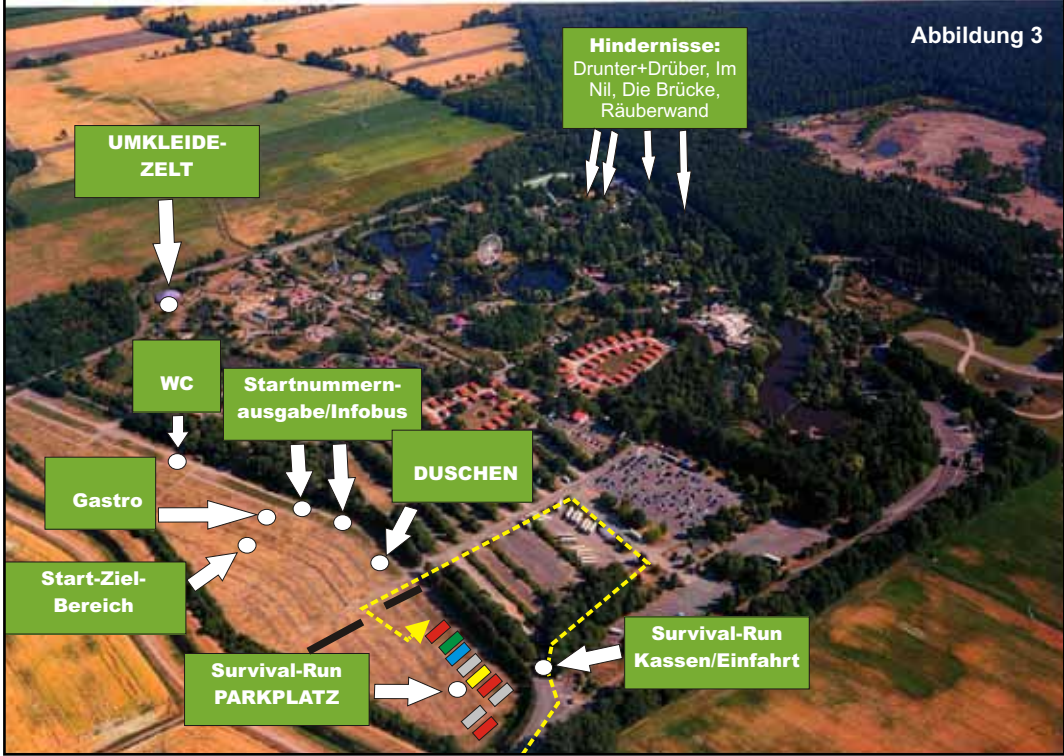 Abbildung 3
Hindernisse:
Drunter+Drüber, Im
Nil, Die Brücke,
Räuberwand
UMKLEIDE-
ZELT
WC
Startnummern-
ausgabe/Infobus
DUSCHEN
Gastro
Start-Ziel-
Bereich
Survival-Run
PARKPLATZ
Survival-Run
Kassen/Einfahrt